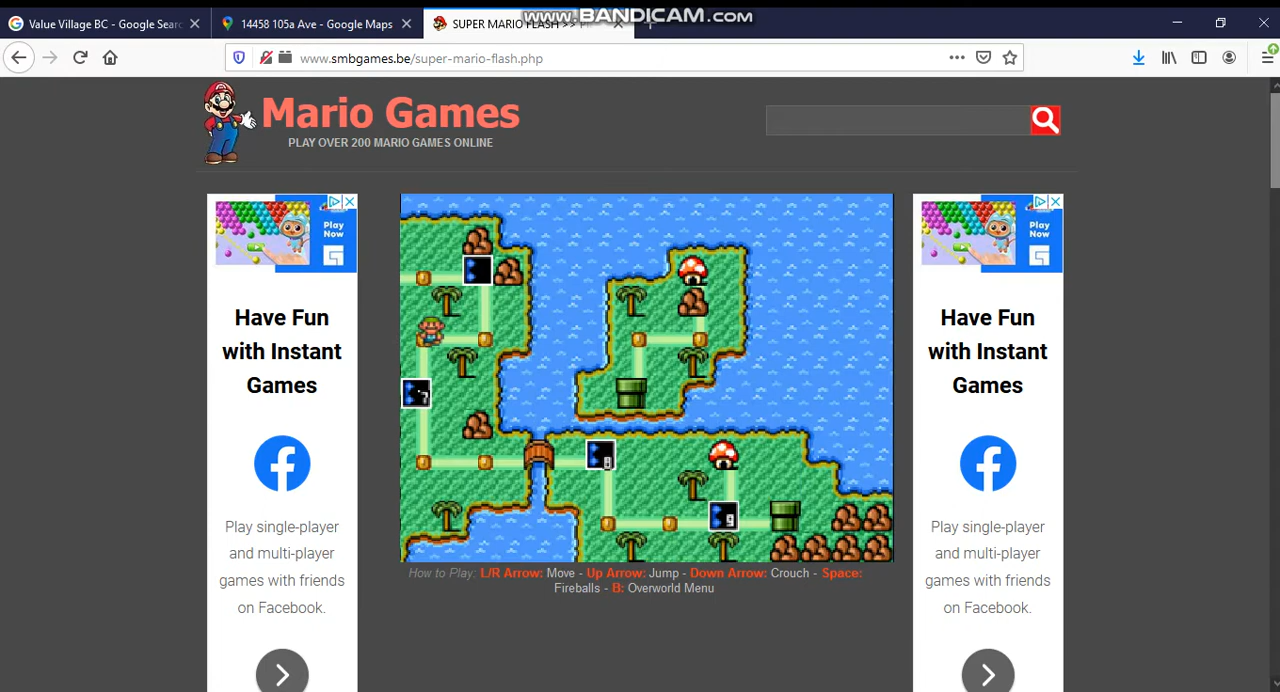 www.BANDICAM.com
Value Village BC - Google Sear
14458 105a Ave - Google Maps
SUPER MARIO FLASH >>
www.smbgames.be/super-mario-flash.php
Mario Games
PLAY OVER 200 MARIO GAMES ONLINE
Play
Now
Have Fun
with Instant
Games
Play single-player
and multi-player
games with friends
on Facebook.
7
8
9
How to Play: L/R Arrow: Move - Up Arrow: Jump - Down Arrow: Crouch - Space:
Fireballs - B: Overworld Menu
Play
Now
Have Fun
with Instant
Games
Play single-player
and multi-player
games with friends
on Facebook.